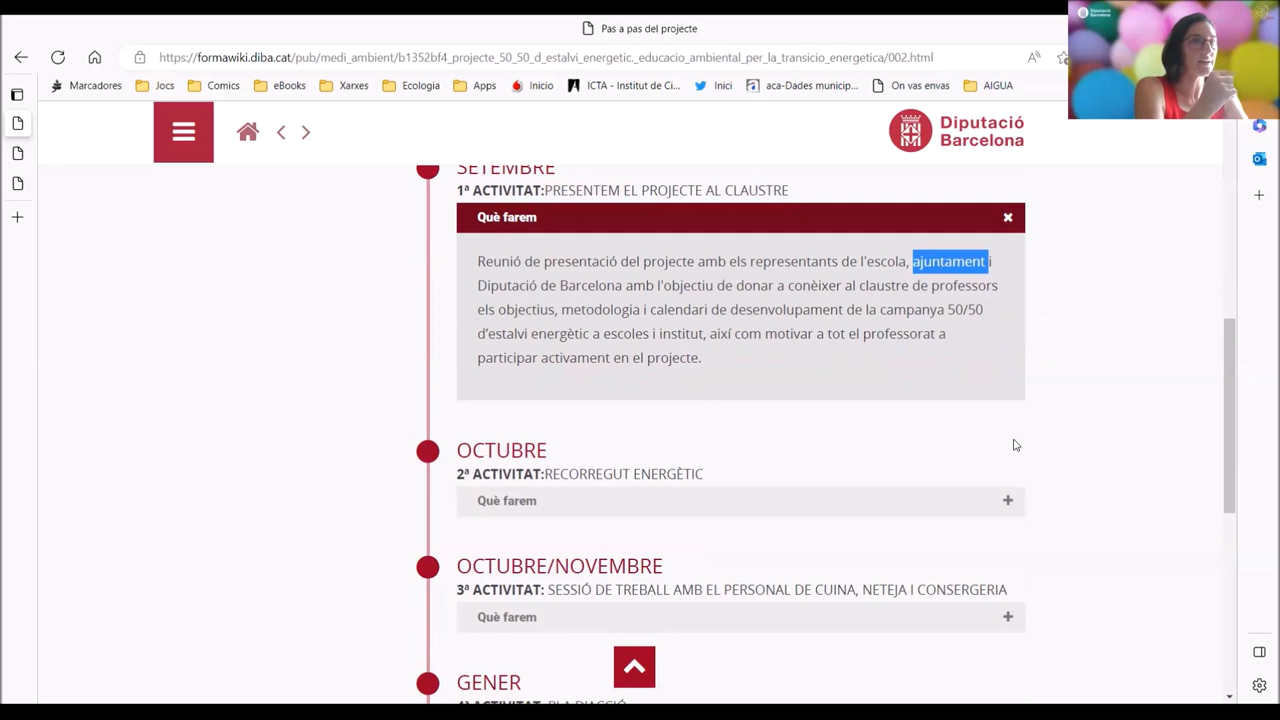 Pas a pas del projecte
https://formawiki.diba.cat/pub/medi_ambient/b1352bf4_projecte_50_50_d_estalvi_energetic._educacio_ambiental_per_la_transicio_energetica/002.html
Marcadores Jocs Comics eBooks Xarxes Ecologia Apps Inicio ICTA - Institut de Ci... Inici aca-Dades municip... On vas envas AIGUA
Diputació
Barcelona
Diputació
Barcelona
SETEMBRE
1ª ACTIVITAT:PRESENTEM EL PROJECTE AL CLAUSTRE
Què farem
Reunió de presentació del projecte amb els representants de l'escola, ajuntament i
Diputació de Barcelona amb l'objectiu de donar a conèixer al claustre de professors
els objectius, metodologia i calendari de desenvolupament de la campanya 50/50
d’estalvi energètic a escoles i institut, així com motivar a tot el professorat a
participar activament en el projecte.
OCTUBRE
2ª ACTIVITAT:RECORREGUT ENERGÈTIC
Què farem
OCTUBRE/NOVEMBRE
3ª ACTIVITAT: SESSIÓ DE TREBALL AMB EL PERSONAL DE CUINA, NETEJA I CONSERGERIA
Què farem
GENER